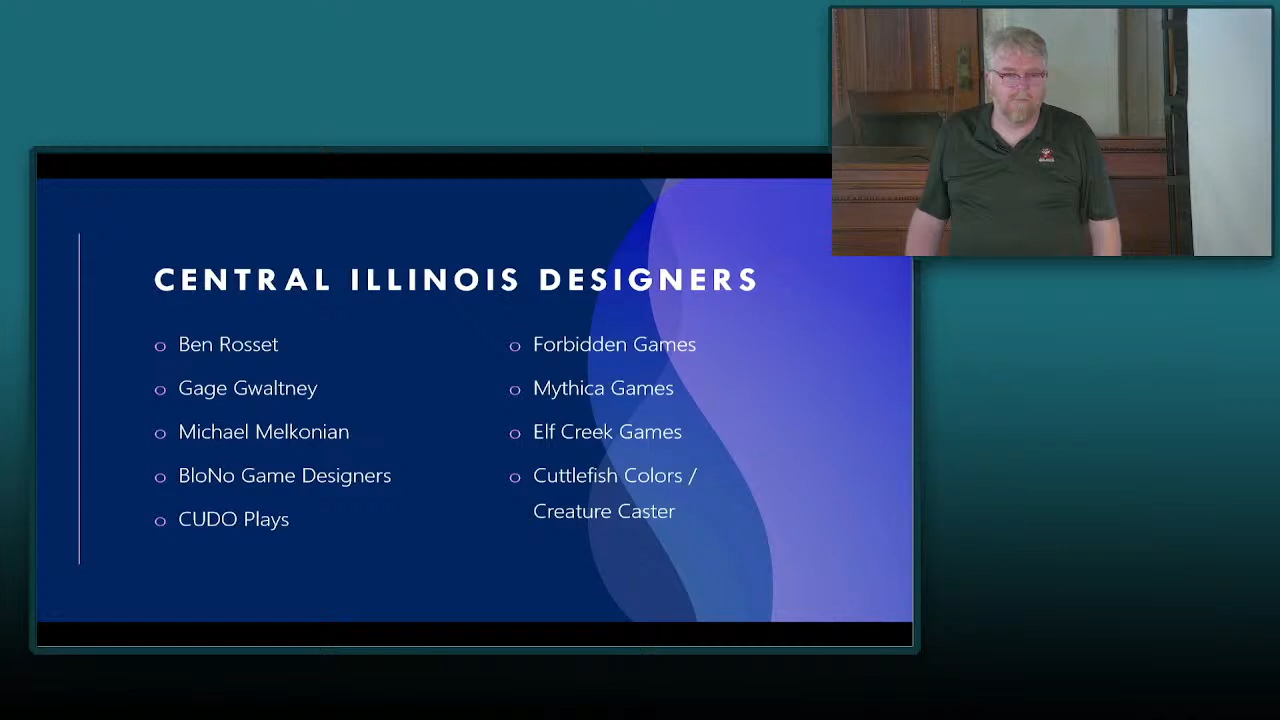 CENTRAL ILLINOIS DESIGNERS
Ben Rosset
Gage Gwaltney
Michael Melkonian
BloNo Game Designers
CUDO Plays
Forbidden Games
Mythica Games
Elf Creek Games
Cuttlefish Colors /
Creature Caster